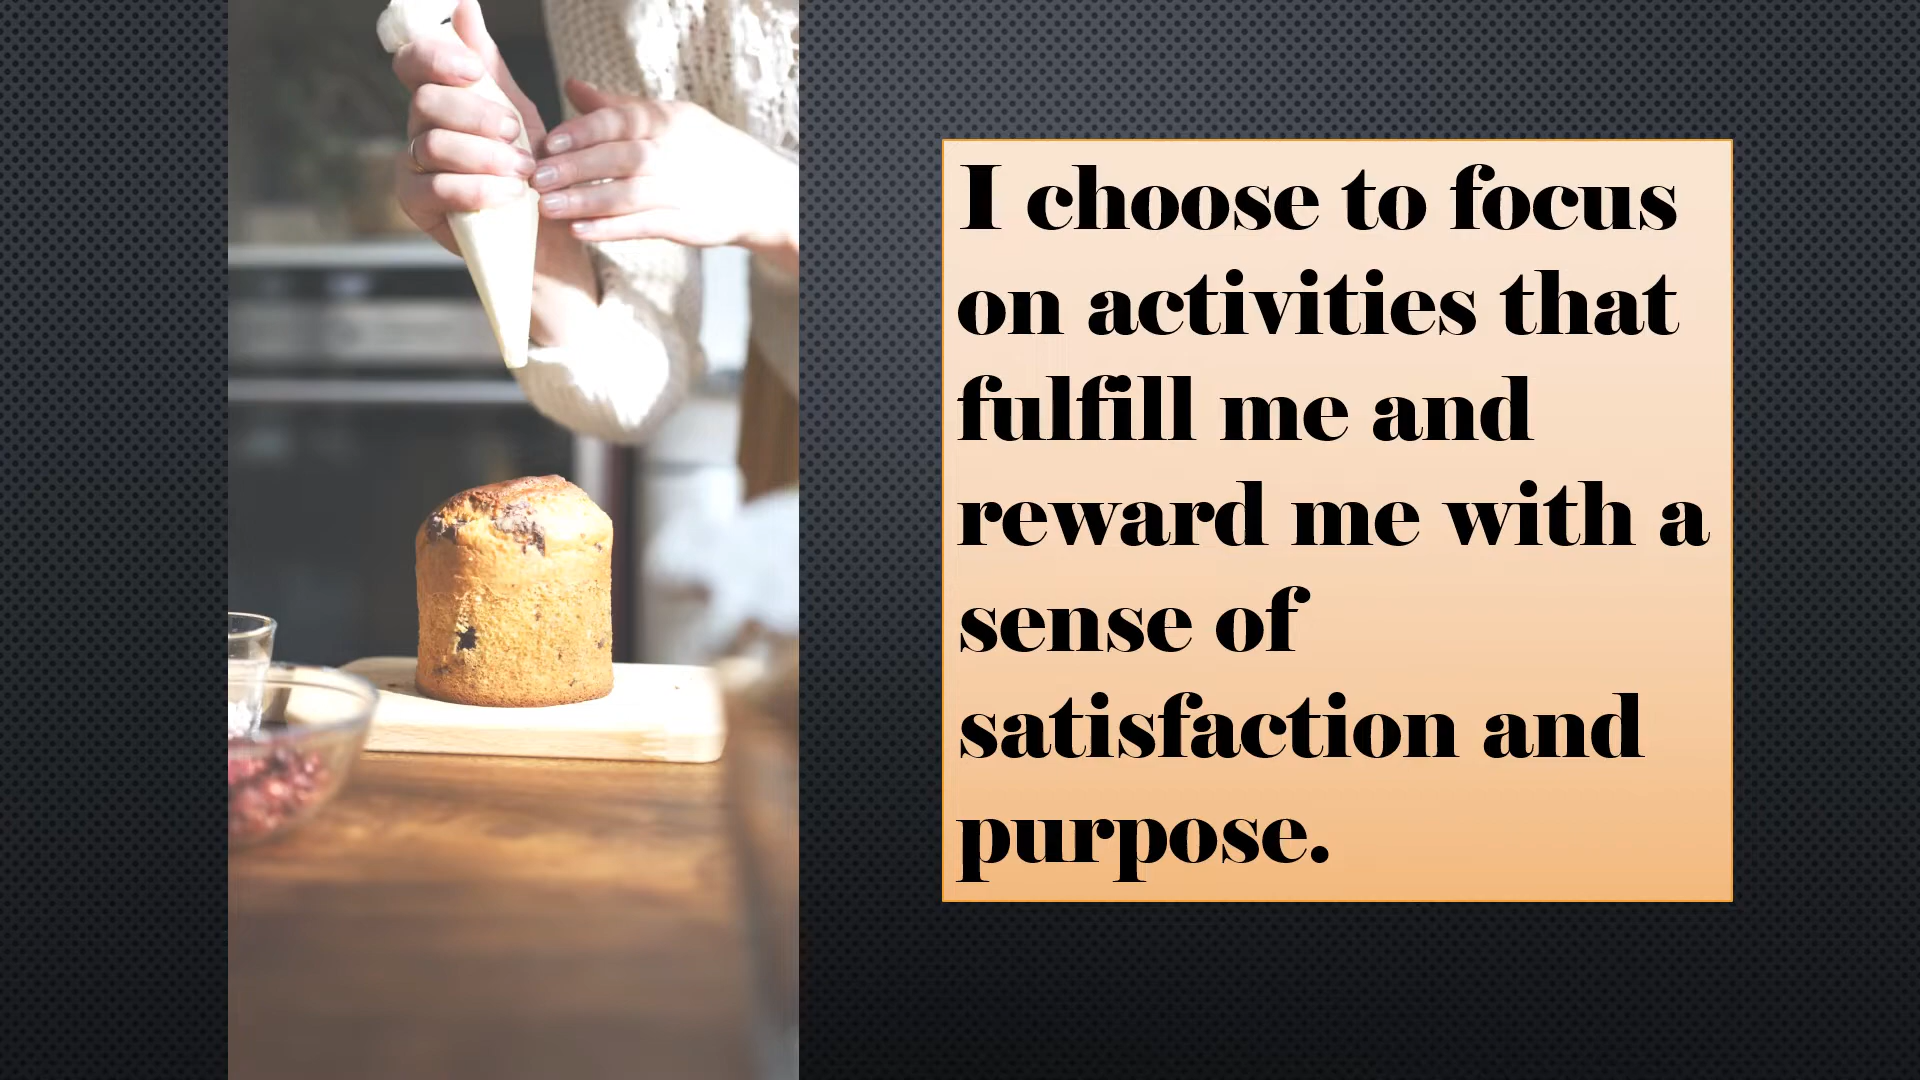 I choose to focus
on activities that
fulfill me and
reward me with a
sense of
satisfaction and
purpose.